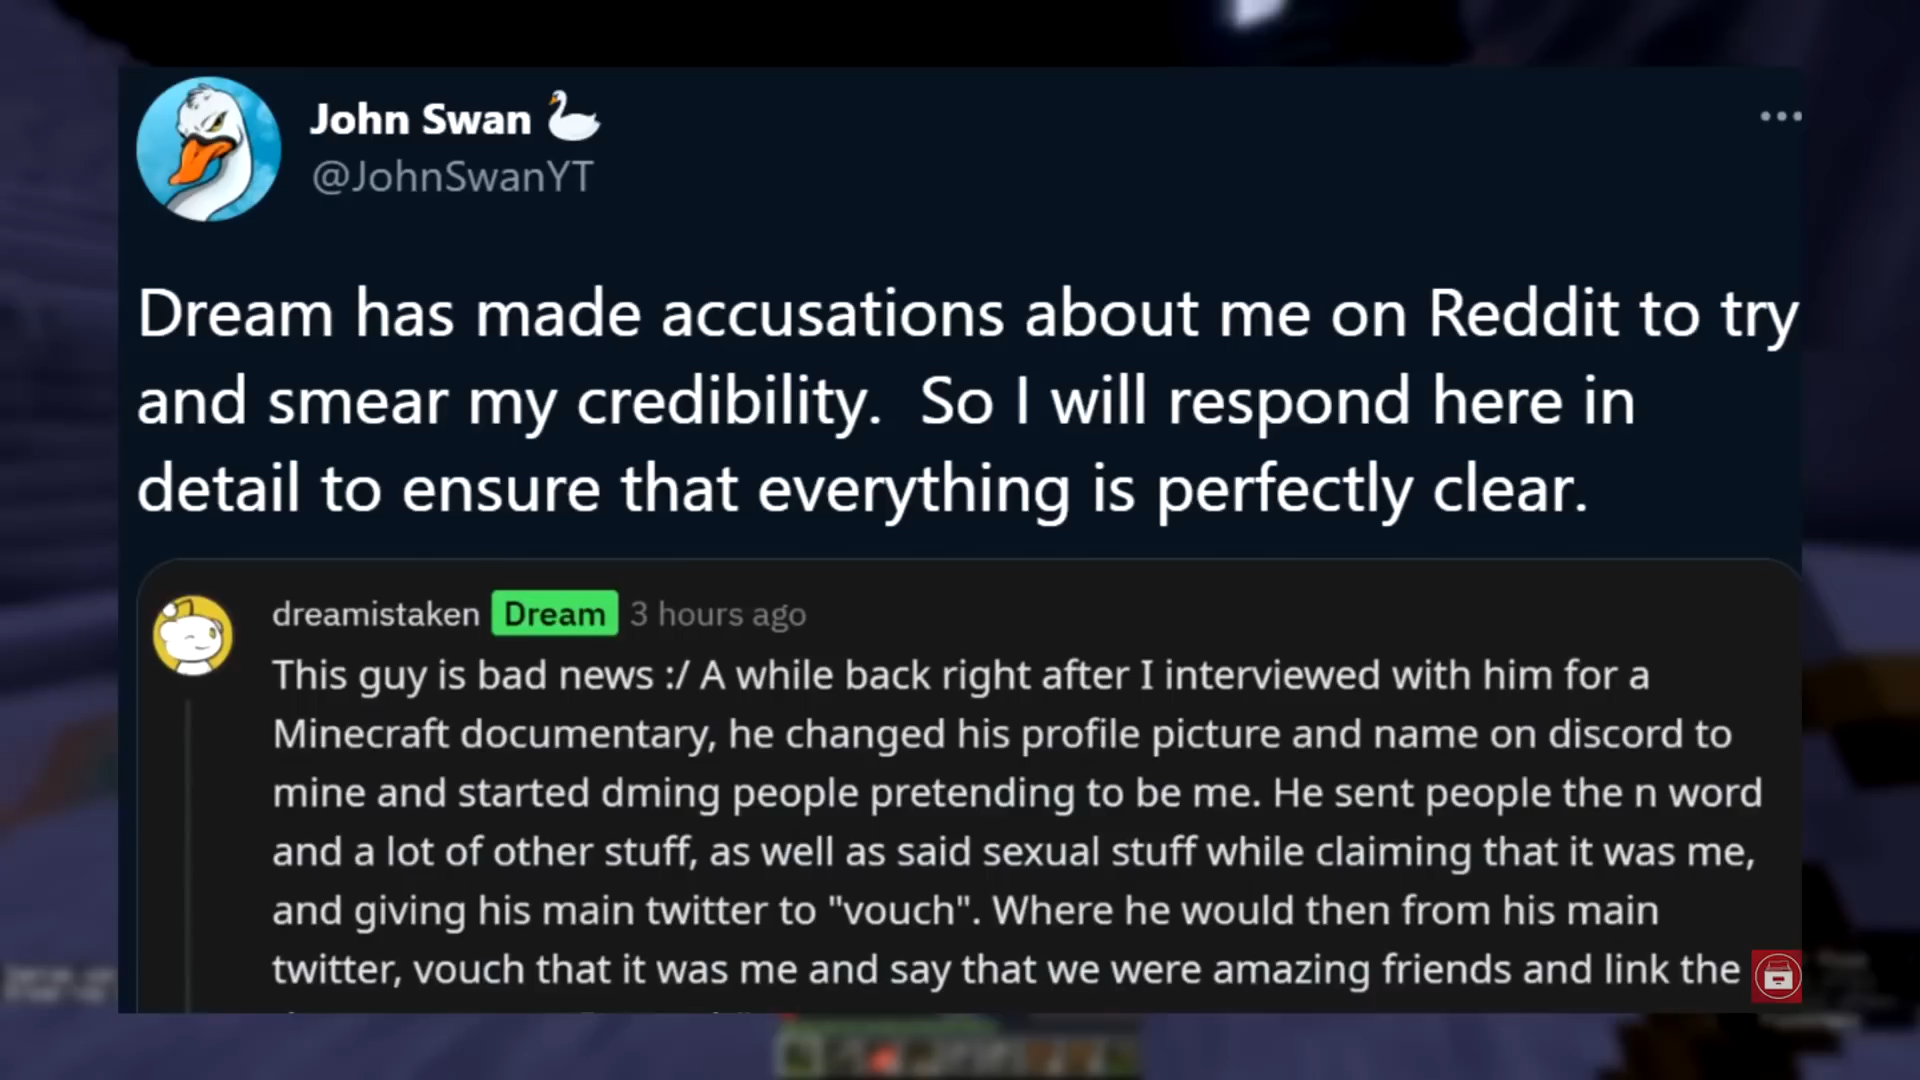 John Swan
@JohnSwanYT
Dream has made accusations about me on Reddit to try
and smear my credibility.  So I will respond here in
detail to ensure that everything is perfectly clear.
dreamistaken Dream 3 hours ago
This guy is bad news :/ A while back right after I interviewed with him for a
Minecraft documentary, he changed his profile picture and name on discord to
mine and started dming people pretending to be me. He sent people the n word
and a lot of other stuff, as well as said sexual stuff while claiming that it was me,
and giving his main twitter to "vouch". Where he would then from his main
twitter, vouch that it was me and say that we were amazing friends and link the